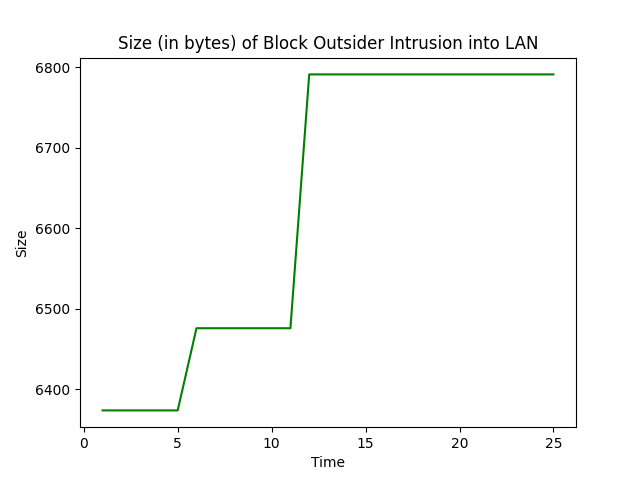 Size (in bytes) of Block Outsider Intrusion into LAN
6800
6700
6600
6500
6400
Size
0 5 10 15 20 25
Time